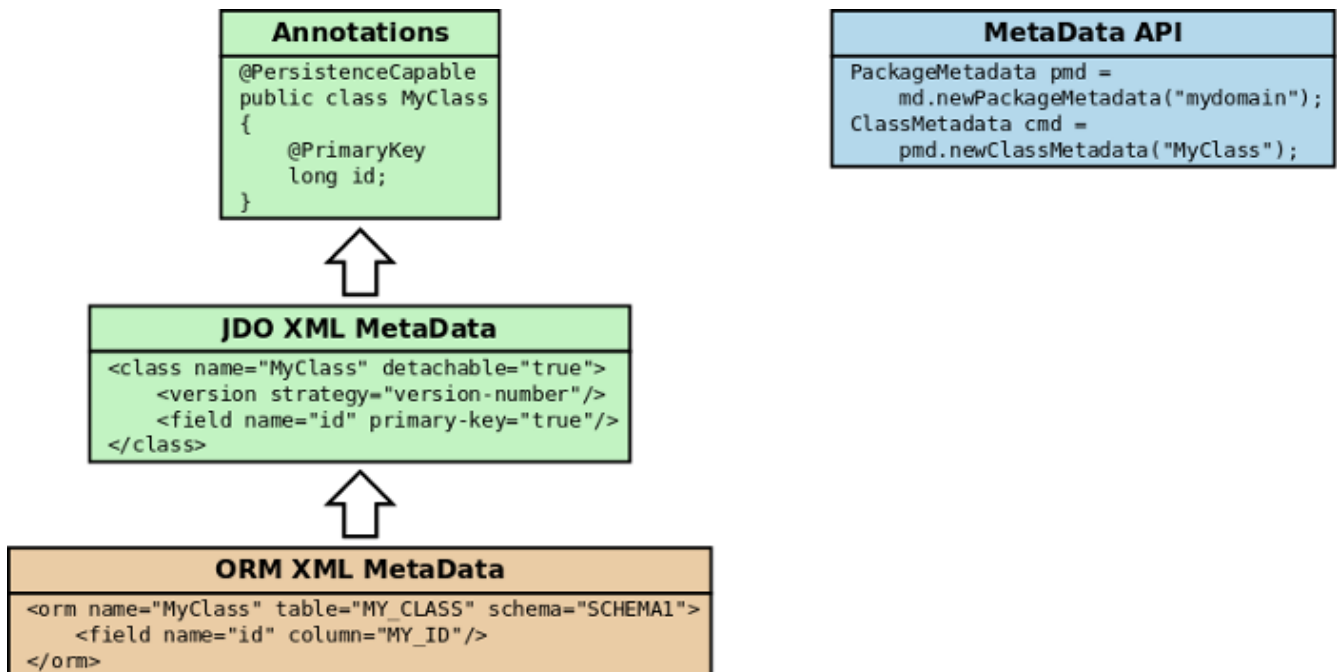 Annotations
@PersistenceCapable
public class MyClass
{
    @PrimaryKey
    long id;
}
MetaData API
PackageMetadata pmd =
    md.newPackageMetadata("mydomain");
ClassMetadata cmd =
    pmd.newClassMetadata("MyClass");
JDO XML MetaData
<class name="MyClass" detachable="true">
    <version strategy="version-number"/>
    <field name="id" primary-key="true"/>
</class>
ORM XML MetaData
<orm name="MyClass" table="MY_CLASS" schema="SCHEMA1">
    <field name="id" column="MY_ID"/>
</orm>